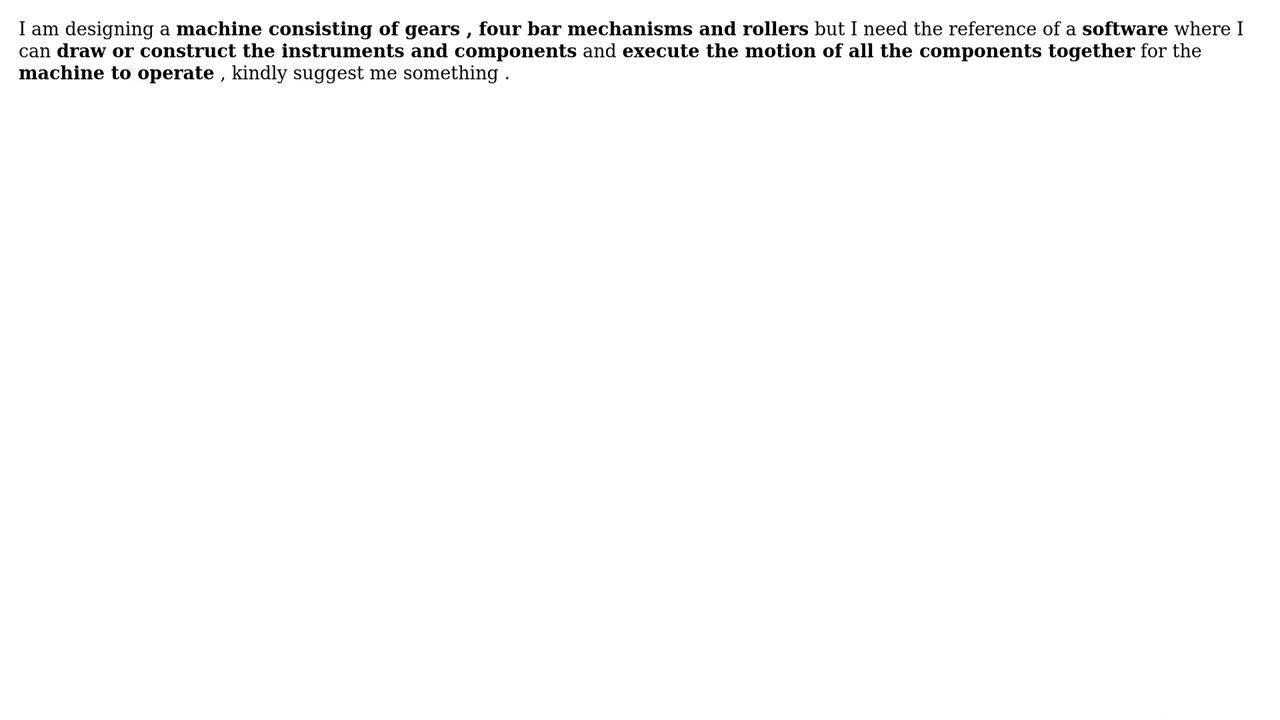 I am designing a machine consisting of gears , four bar mechanisms and rollers but I need the reference of a software where I
can draw or construct the instruments and components and execute the motion of all the components together for the
machine to operate , kindly suggest me something .